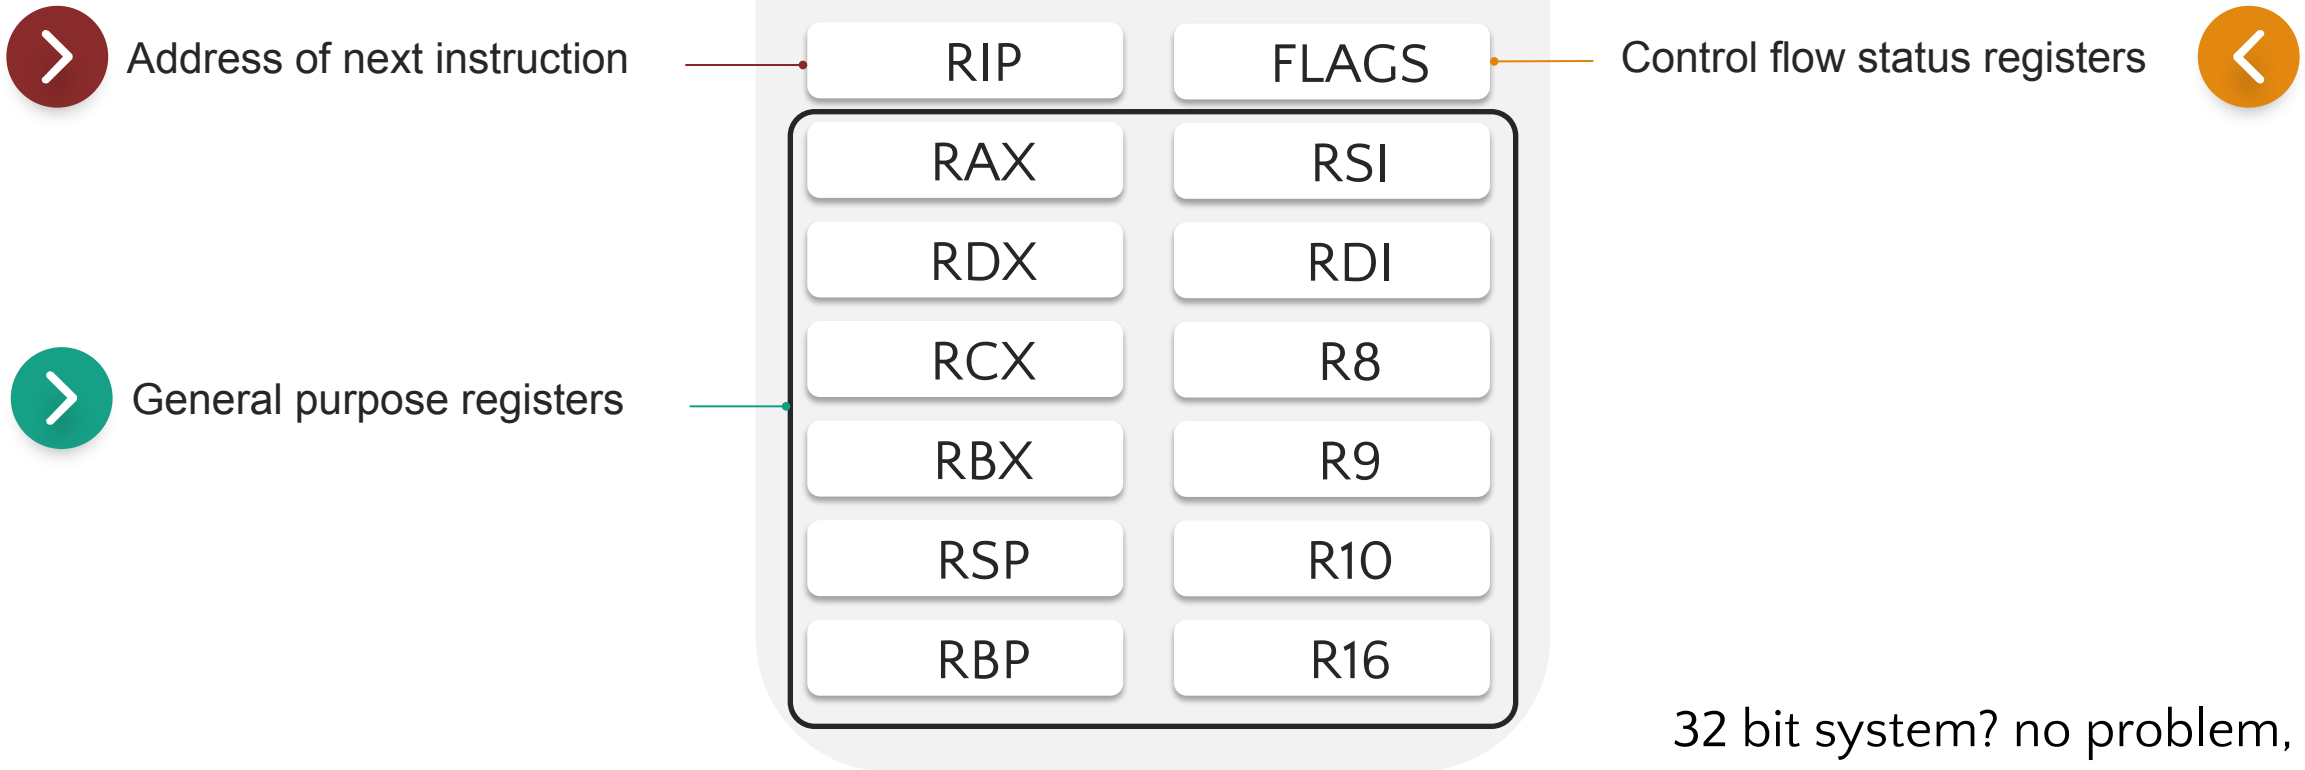 Address of next instruction
RIP
FLAGS
Control flow status registers
RAX
RSI
RDX
RDI
RCX
R8
General purpose registers
RBX
R9
RSP
R10
RBP
R16
32 bit system? no problem,